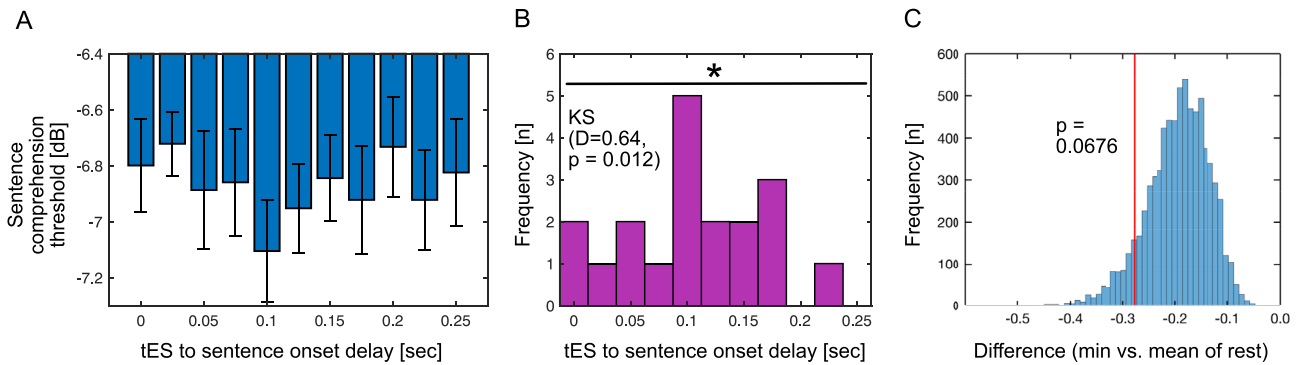 A
Sentence
comprehension
threshold [dB]
-6.4
-6.6
-6.8
-7
-7.2
0 0.05 0.1 0.15 0.2 0.25
tES to sentence onset delay [sec]
B
Frequency [n]
6
5
4
3
2
1
0
*
KS
(D=0.64,
p = 0.012)
0 0.05 0.1 0.15 0.2 0.25
tES to sentence onset delay [sec]
C
Frequency [n]
600
500
400
300
200
100
0
p =
0.0676
-0.5 -0.4 -0.3 -0.2 -0.1 0.0
Difference (min vs. mean of rest)